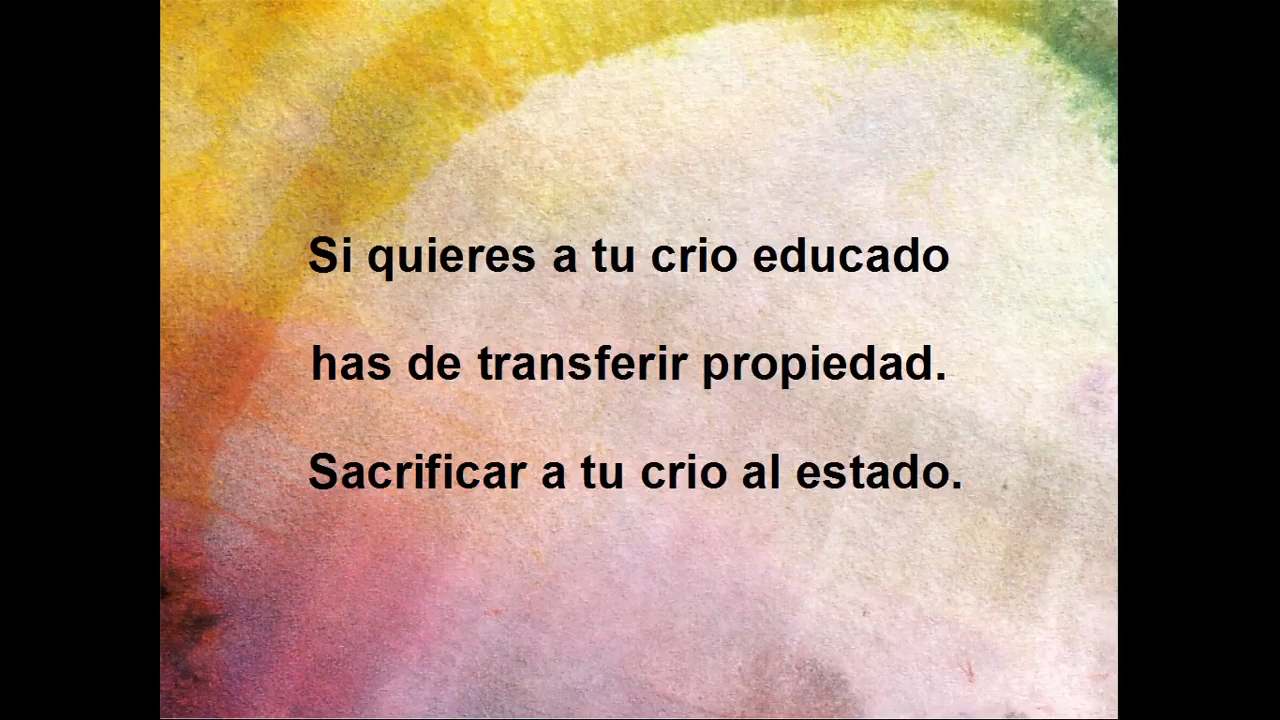 Si quieres a tu crio educado
has de transferir propiedad.
Sacrificar a tu crio al estado.